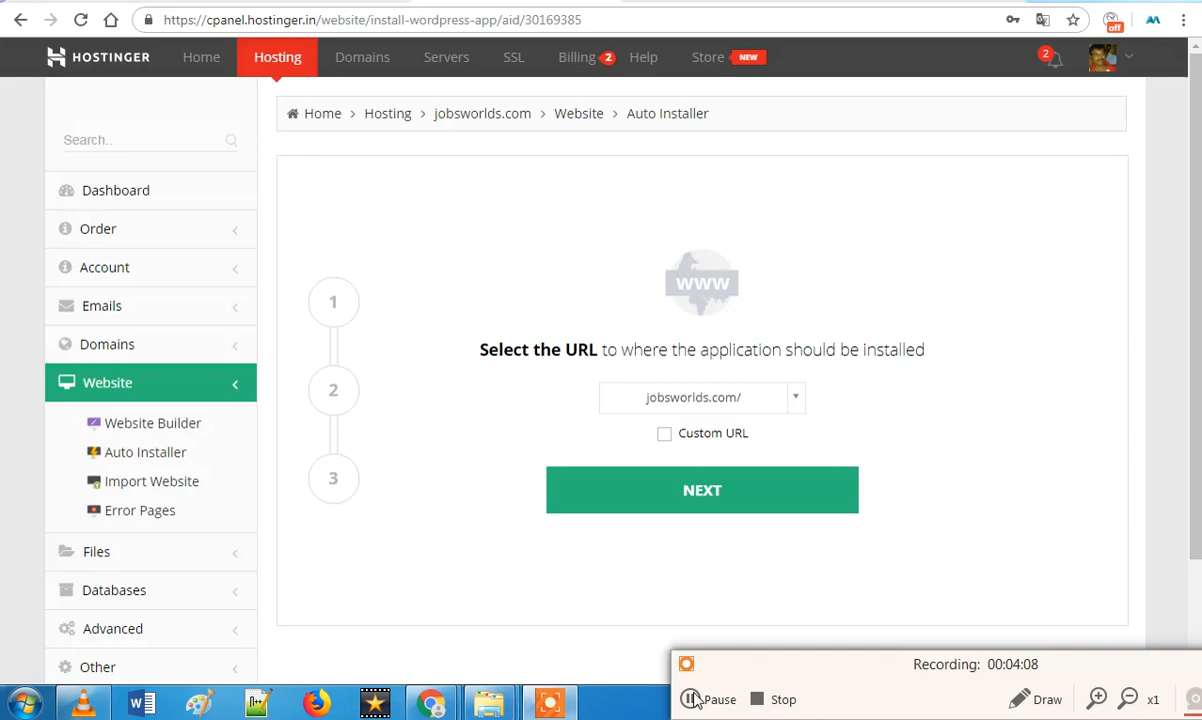 https://cpanel.hostinger.in/website/install-wordpress-app/aid/30169385
off
HOSTINGER Home Hosting Domains Servers SSL Billing 2 Help Store NEW 2
Home > Hosting > jobsworlds.com > Website > Auto Installer
Search..
Dashboard
Order
Account
Emails
Domains
Website
Website Builder
Auto Installer
Import Website
Error Pages
Files
Databases
Advanced
Other
1
2
3
www
Select the URL to where the application should be installed
jobsworlds.com/
Custom URL
NEXT
Recording: 00:04:08
Pause Stop Draw x1